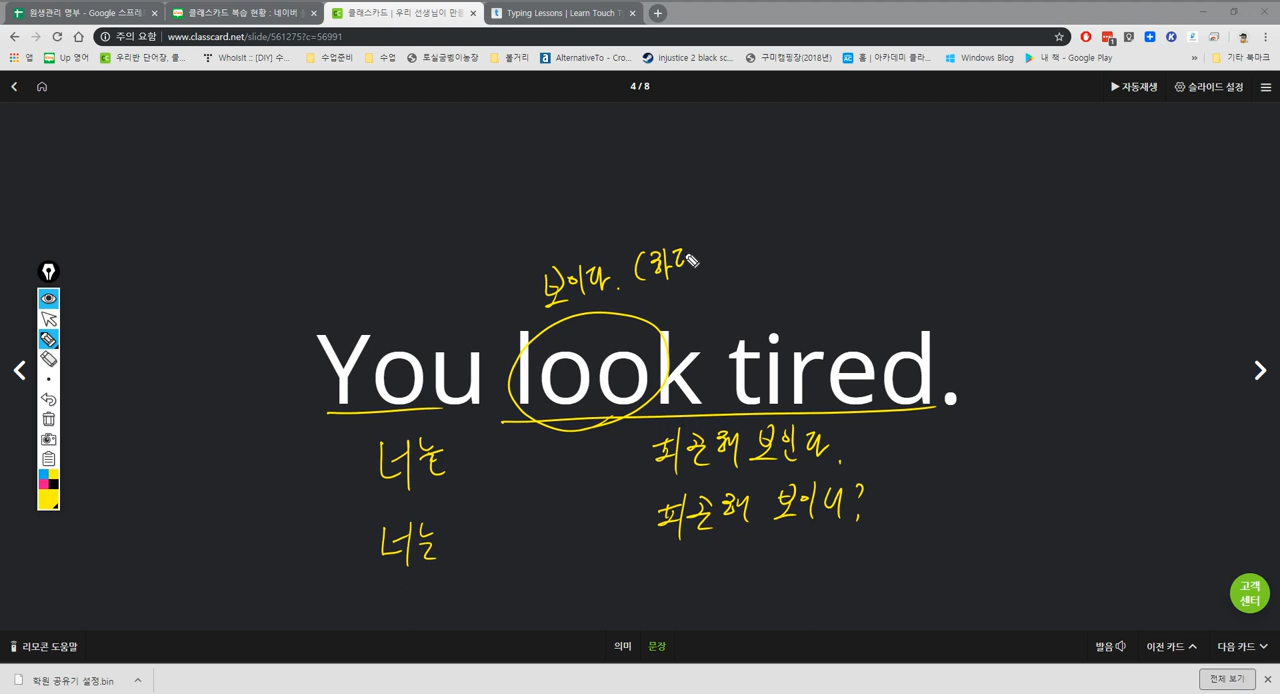 원생관리 명부 - Google 스프레
클래스카드 복습 현황 : 네이버
클래스카드 | 우리 선생님이 만든
Typing Lessons | Learn Touch T
주의 요함 | www.classcard.net/slide/561275?c=56991
앱 Up 영어 우리반 단어장, 클... WhoIst :: [DIY] 수... 수업준비 수업 토실굼벵이농장 볼거리 AlternativeTo - Cro... injustice 2 black sc... 구미캠핑장(2018년) 홈 | 아카데미 클라... Windows Blog 내 책 - Google Play » 기타 북마크
4 / 8
자동재생 슬라이드 설정
보이다. (하
You look tired.
너는 피곤해 보인다.
피곤해 보이니?
너는
고객
센터
리모콘 도움말 의미 문장 발음 이전 카드 다음 카드
학원 공유기 설정.bin 전체 보기